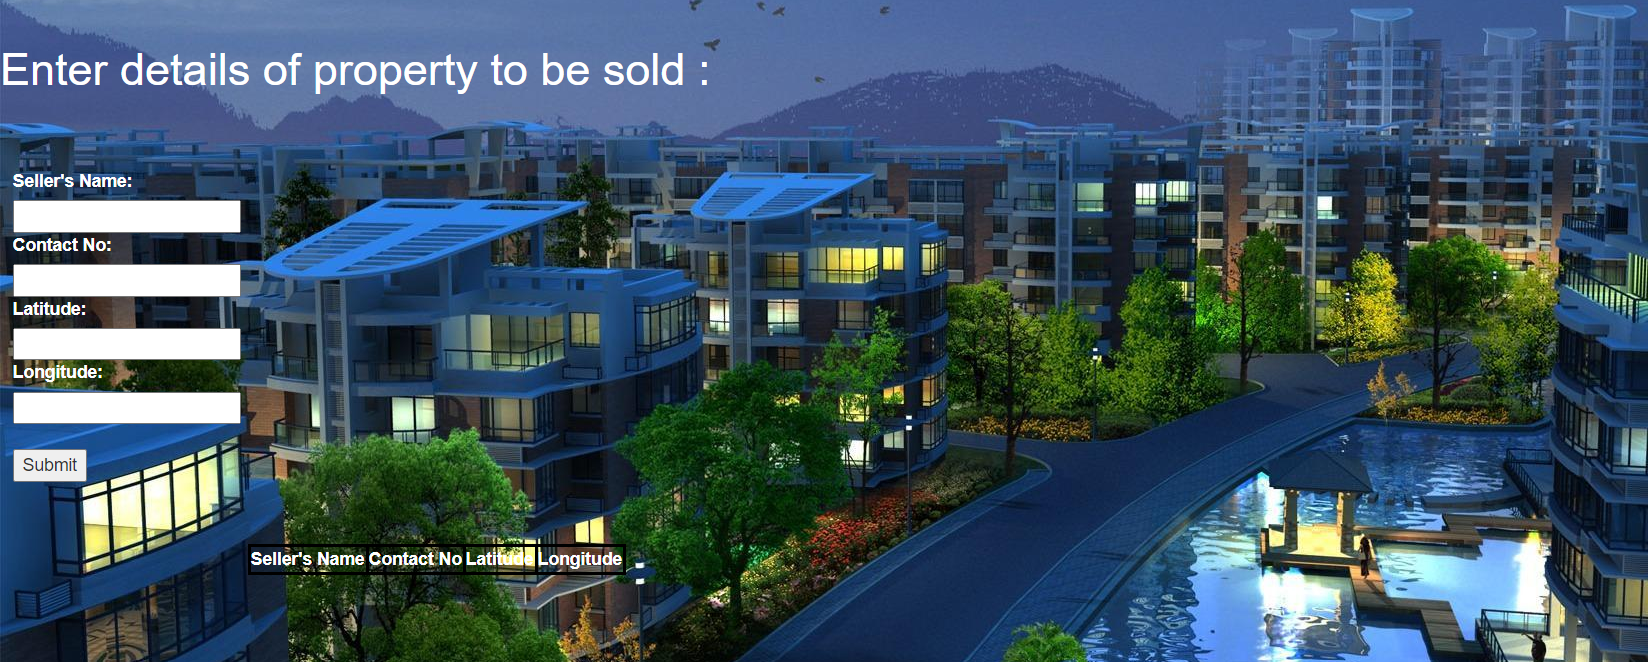 Enter details of property to be sold :
Seller's Name:
Contact No:
Latitude:
Longitude:
Submit
Seller's Name Contact No Latitude Longitude